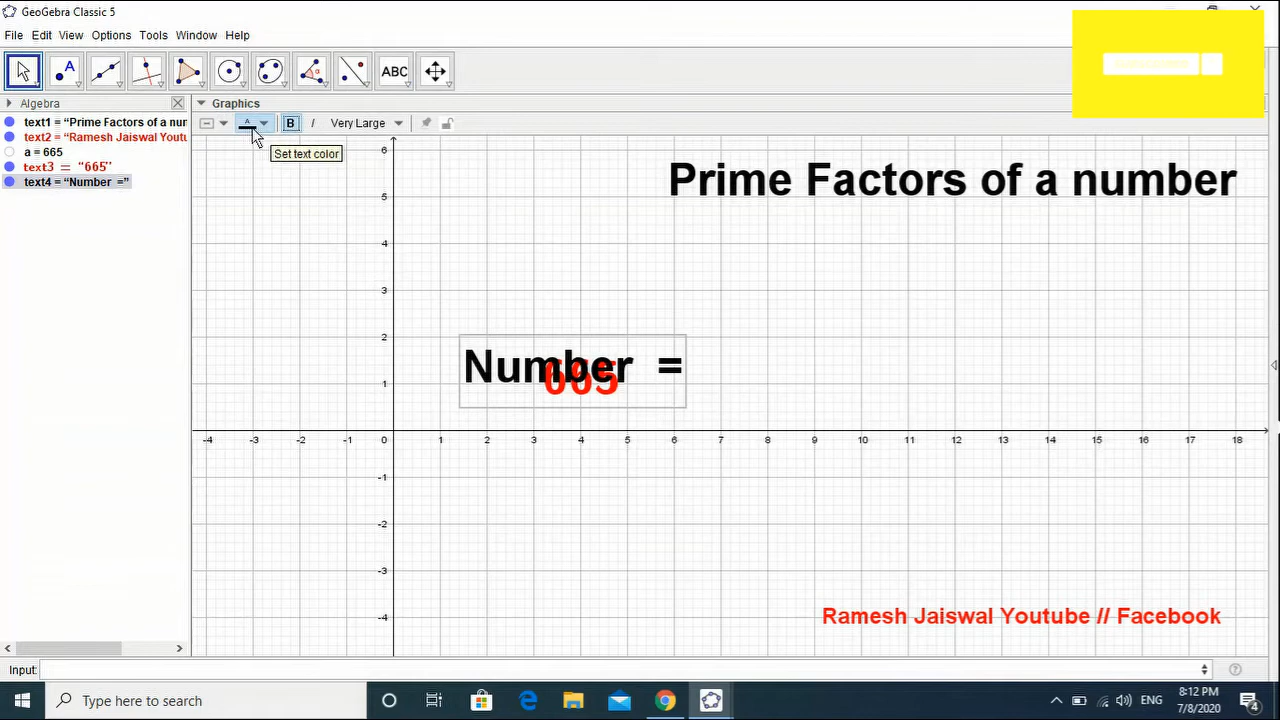 GeoGebra Classic 5
File Edit View Options Tools Window Help
ABC
Algebra
Graphics
text1 = “Prime Factors of a num
text2 = “Ramesh Jaiswal Youtu
a = 665
text3 = “665”
text4 = “Number =”
A B I Very Large
Set text color
Prime Factors of a number
Number =
665
6
5
4
3
2
1
-4 -3 -2 -1 0 1 2 3 4 5 6 7 8 9 10 11 12 13 14 15 16 17 18
-1
-2
-3
-4
Ramesh Jaiswal Youtube // Facebook
Input:
Type here to search
ENG
8:12 PM
7/8/2020
4